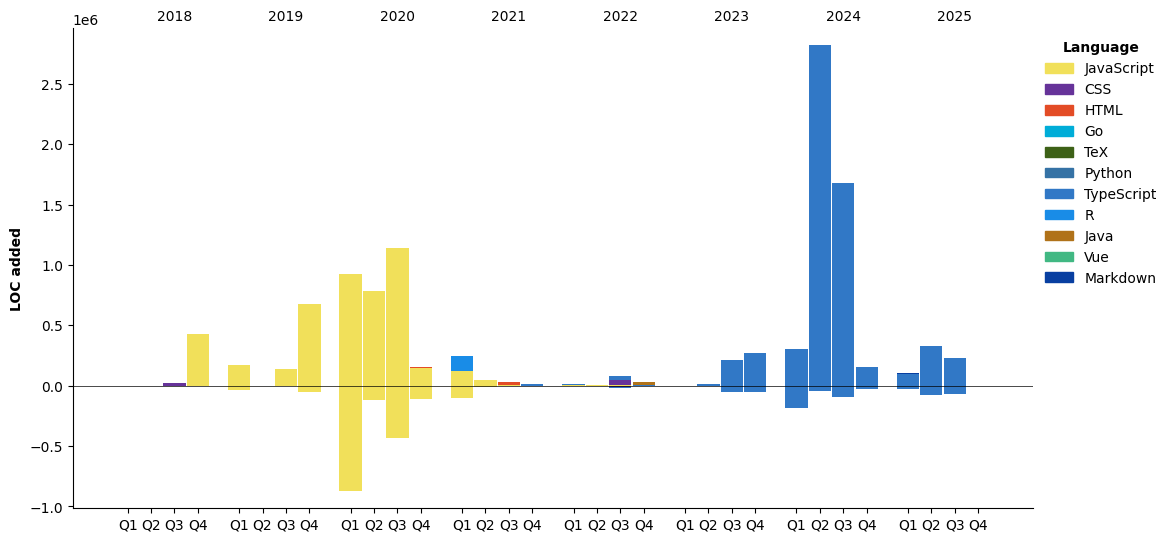 1e6
2018 2019 2020 2021 2022 2023 2024 2025
Language
JavaScript
CSS
HTML
Go
TeX
Python
TypeScript
R
Java
Vue
Markdown
LOC added
2.5
2.0
1.5
1.0
0.5
0.0
−0.5
−1.0
Q1 Q2 Q3 Q4 Q1 Q2 Q3 Q4 Q1 Q2 Q3 Q4 Q1 Q2 Q3 Q4 Q1 Q2 Q3 Q4 Q1 Q2 Q3 Q4 Q1 Q2 Q3 Q4 Q1 Q2 Q3 Q4